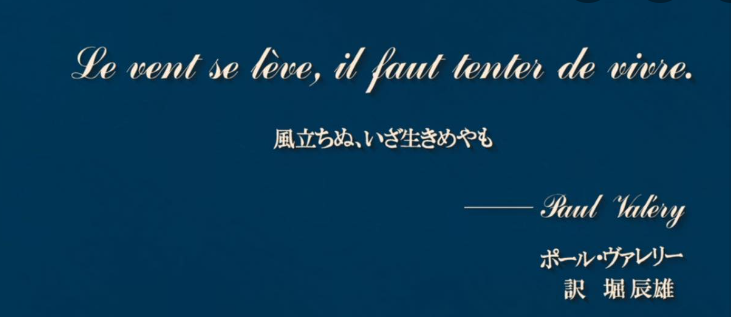 Le vent se lève, il faut tenter de vivre.
風立ちぬ、いざ生きめやも
——Paul Valéry
ポール・ヴァレリー
訳 堀 辰雄